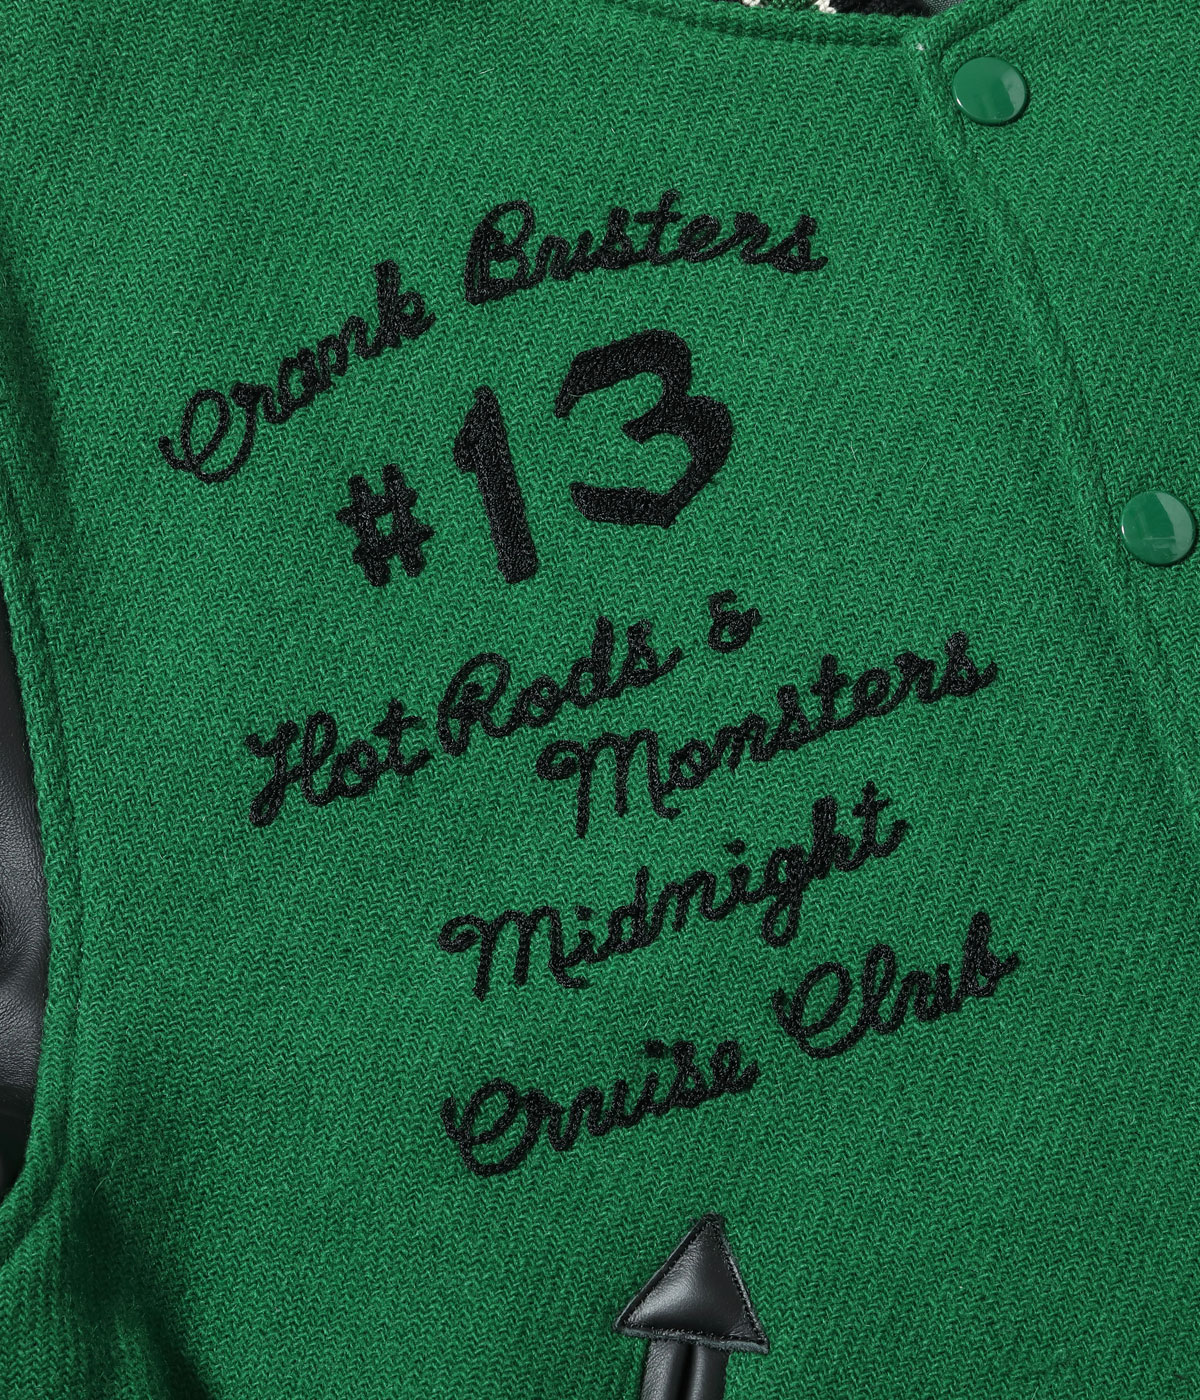 Crank Busters
#13
Hot Rods &
Monsters
Midnight
Cruise Club